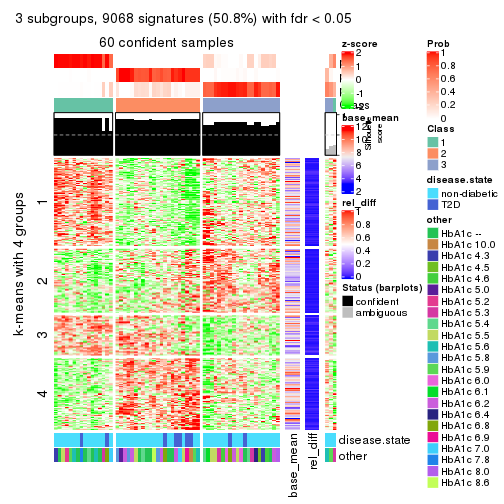 3 subgroups, 9068 signatures (50.8%) with fdr < 0.05
60 confident samples
k-means with 4 groups
1
2
3
4
base_mean
rel_diff
disease.state
other
score
z-score
2
1
0
-1
-2
base_mean
12
10
8
6
4
2
rel_diff
1
0.8
0.6
0.4
0.2
0
Status (barplots)
confident
ambiguous
Prob
1
0.8
0.6
0.4
0.2
0
Class
1
2
3
disease.state
non-diabetic
T2D
other
HbA1c --
HbA1c 10.0
HbA1c 4.3
HbA1c 4.5
HbA1c 4.6
HbA1c 5.0
HbA1c 5.2
HbA1c 5.3
HbA1c 5.4
HbA1c 5.5
HbA1c 5.6
HbA1c 5.8
HbA1c 5.9
HbA1c 6.0
HbA1c 6.1
HbA1c 6.2
HbA1c 6.4
HbA1c 6.8
HbA1c 6.9
HbA1c 7.0
HbA1c 7.8
HbA1c 8.0
HbA1c 8.6